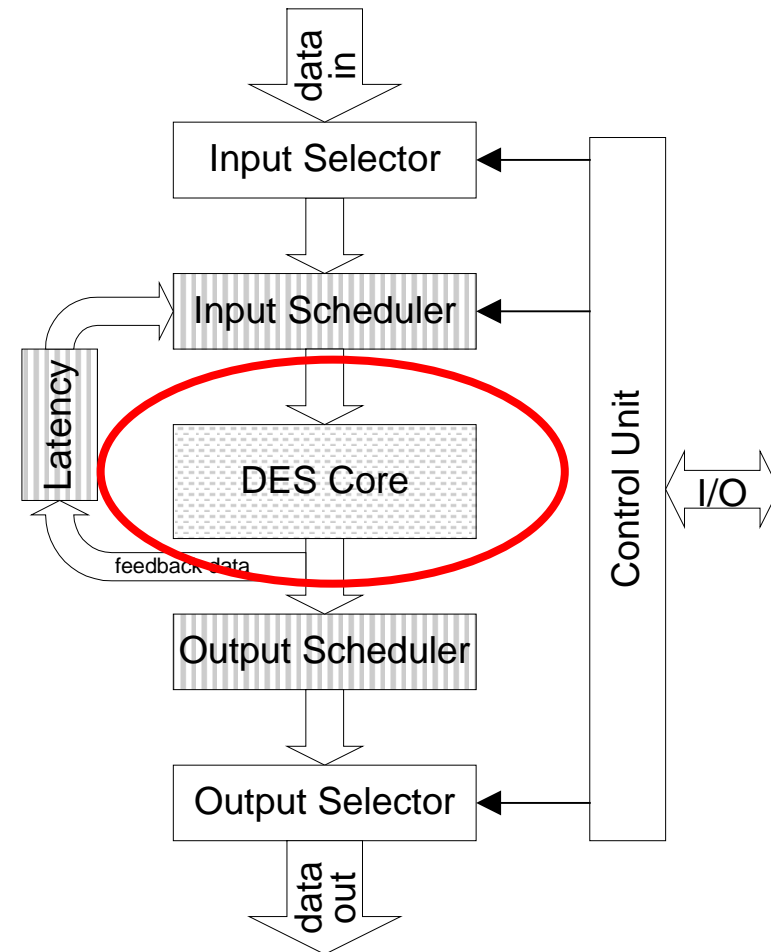 data
in
Input Selector
Input Scheduler
Latency
DES Core
Control Unit
I/O
feedback data
Output Scheduler
Output Selector
data
out